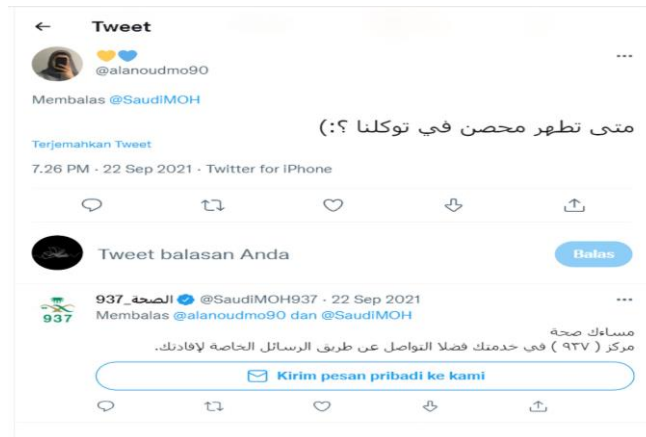 Tweet
@alanoudmo90
Membalas @SaudiMOH
متى تطهر محصن في توكلنا ؟:)
Terjemahkan Tweet
7.26 PM · 22 Sep 2021 · Twitter for iPhone
Tweet balasan Anda
Balas
الصحة_937 @SaudiMOH937 · 22 Sep 2021
937
Membalas @alanoudmo90 dan @SaudiMOH
مساءك صحة
مركز ( ٩٣٧ ) في خدمتك فضلا التواصل عن طريق الرسائل الخاصة لإفادتك.
Kirim pesan pribadi ke kami